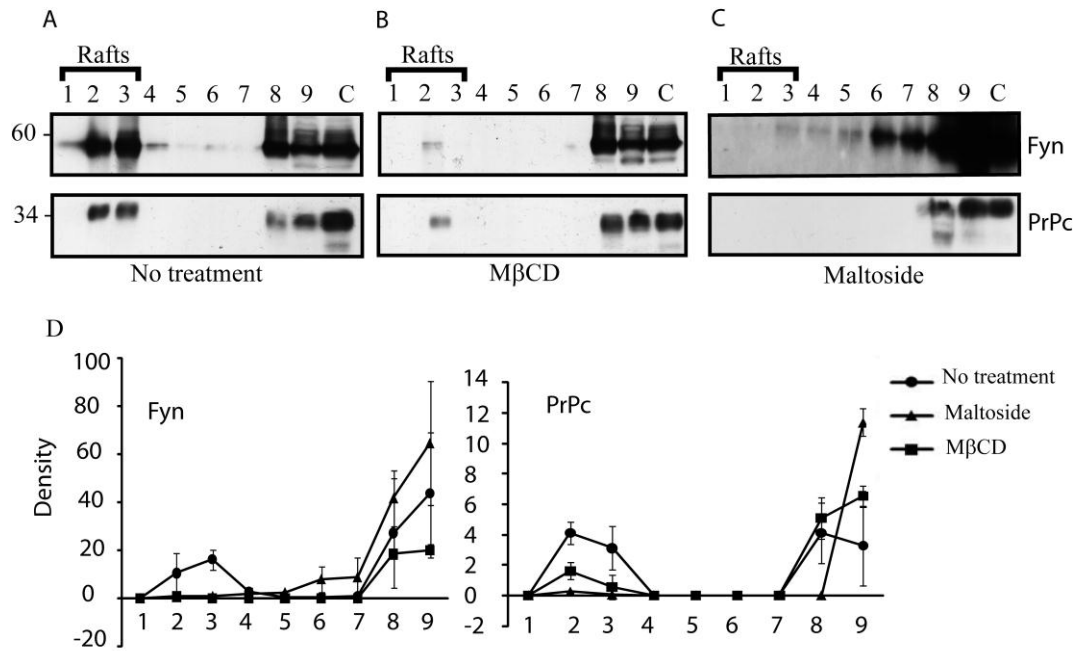 A B C
Rafts Rafts Rafts
1 2 3 4 5 6 7 8 9 C 1 2 3 4 5 6 7 8 9 C 1 2 3 4 5 6 7 8 9 C
60 Fyn
34 PrPc
No treatment MβCD Maltoside
D
Fyn
Density
100
80
60
40
20
0
-20
1 2 3 4 5 6 7 8 9
PrPc
14
12
10
8
6
4
2
0
-2
1 2 3 4 5 6 7 8 9
No treatment
Maltoside
MβCD